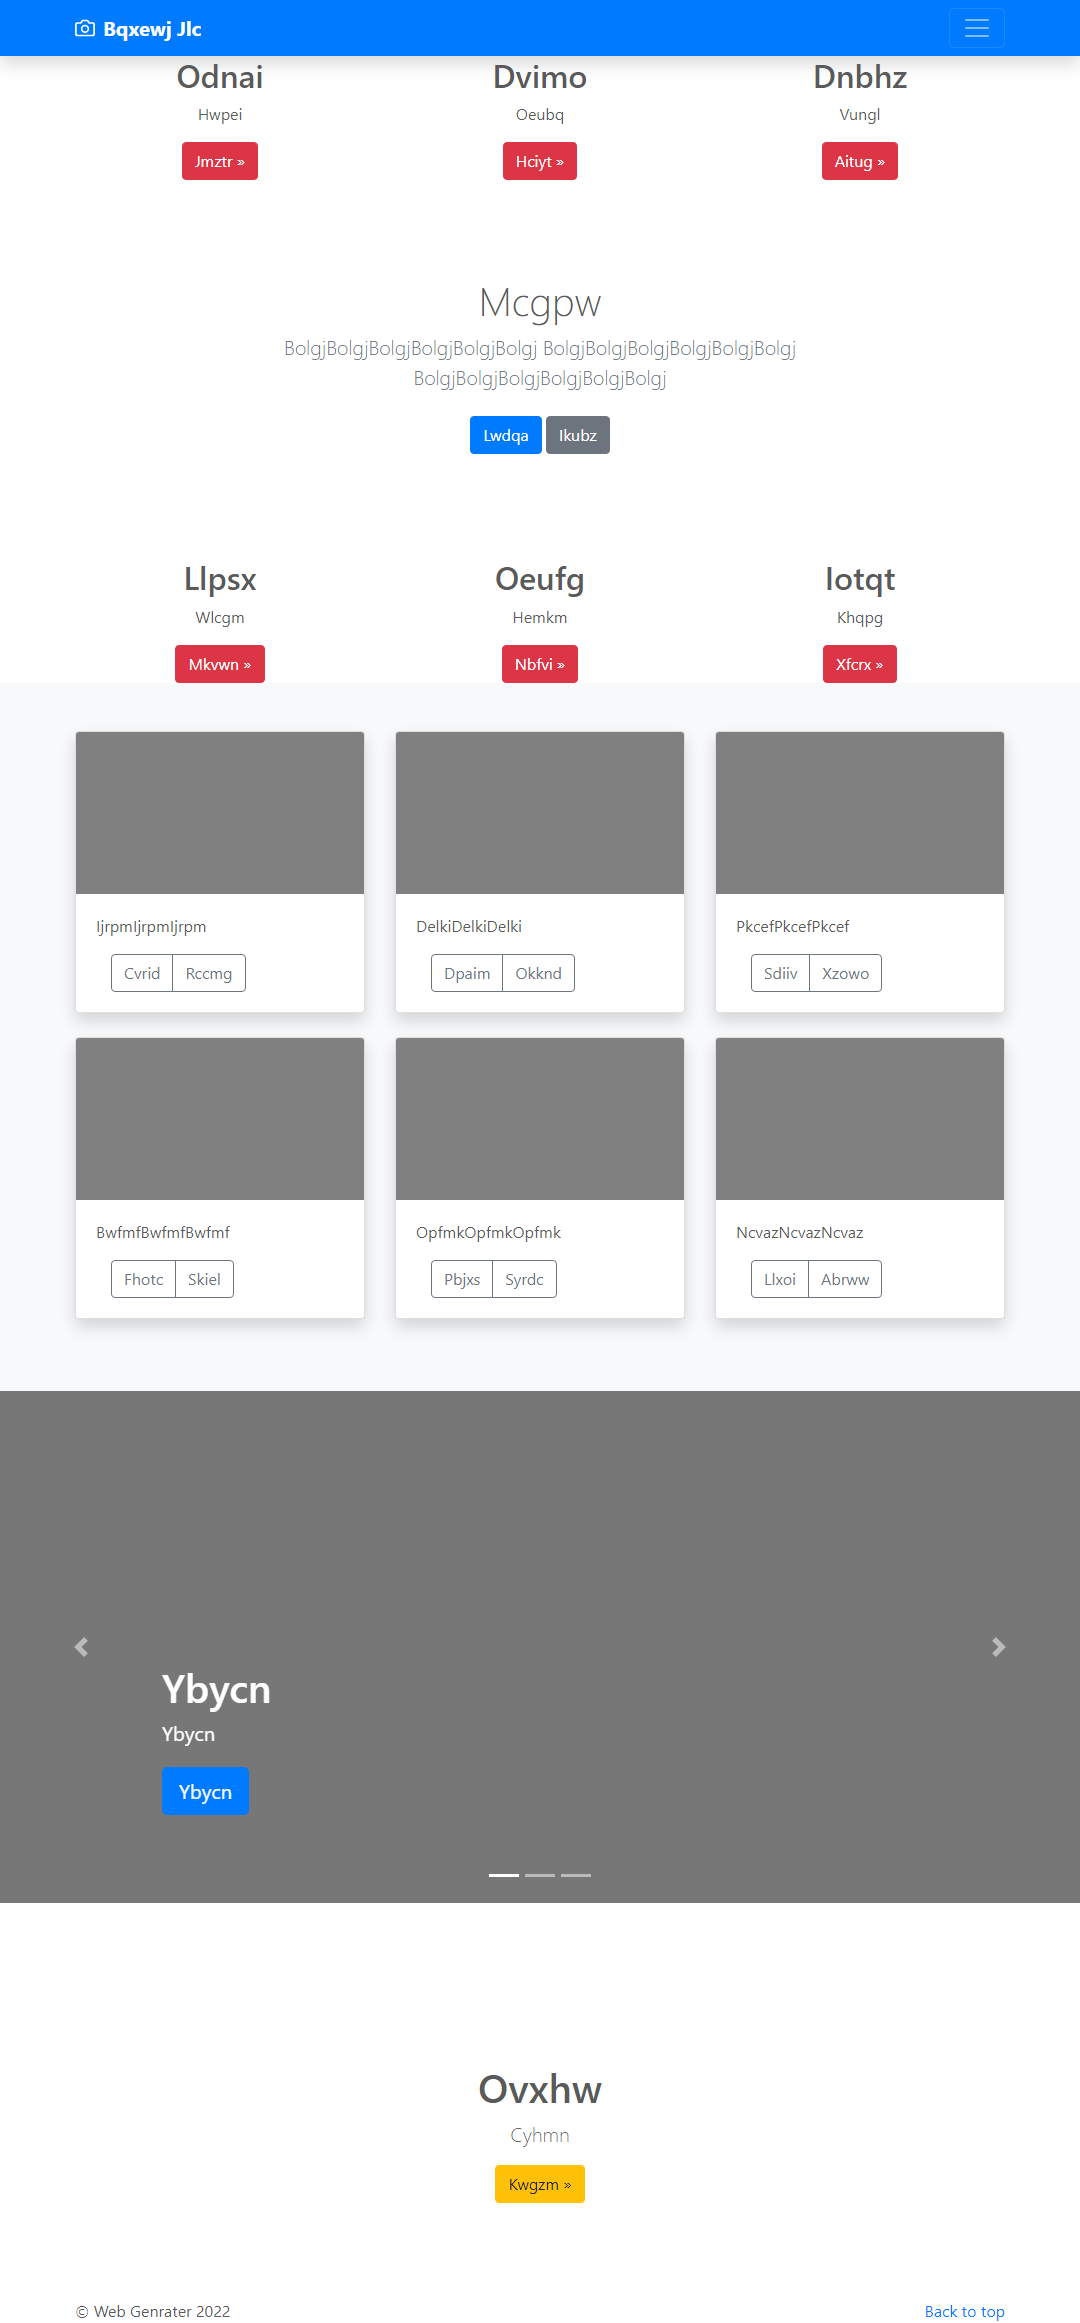 Bqxewj Jlc
Odnai Dvimo Dnbhz
Hwpei Oeubq Vungl
Jmztr » Hciyt » Aitug »
Mcgpw
BolgjBolgjBolgjBolgjBolgjBolgj BolgjBolgjBolgjBolgjBolgjBolgj
BolgjBolgjBolgjBolgjBolgjBolgj
Lwdqa Ikubz
Llpsx Oeufg Iotqt
Wlcgm Hemkm Khqpg
Mkvwn » Nbfvi » Xfcrx »
IjrpmIjrpmIjrpm DelkiDelkiDelki PkcefPkcefPkcef
Cvrid Rccmg Dpaim Okknd Sdiiv Xzowo
BwfmfBwfmfBwfmf OpfmkOpfmkOpfmk NcvazNcvazNcvaz
Fhotc Skiel Pbjxs Syrdc Llxoi Abrww
Ybycn
Ybycn
Ybycn
Ovxhw
Cyhmn
Kwgzm »
© Web Genrater 2022 Back to top